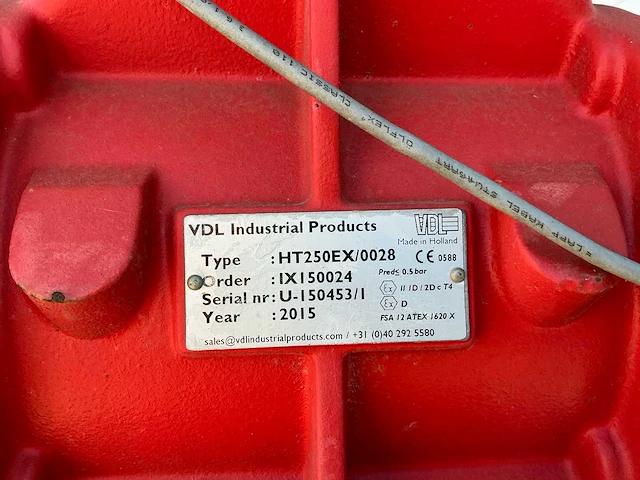 LAPP KABEL STUTTGART ÖLFLEX® CLASSIC 110
VDL Industrial Products
VDL
Made in Holland
Type : HT250EX/0028
CE 0588
Order : IX150024
Pred≤ 0.5 bar
Serial nr : U-150453/1
Ex II 1D / 2D c T4
Ex D
Year : 2015
FSA 12 ATEX 1620 X
sales@vdlindustrialproducts.com / +31 (0)40 292 5580